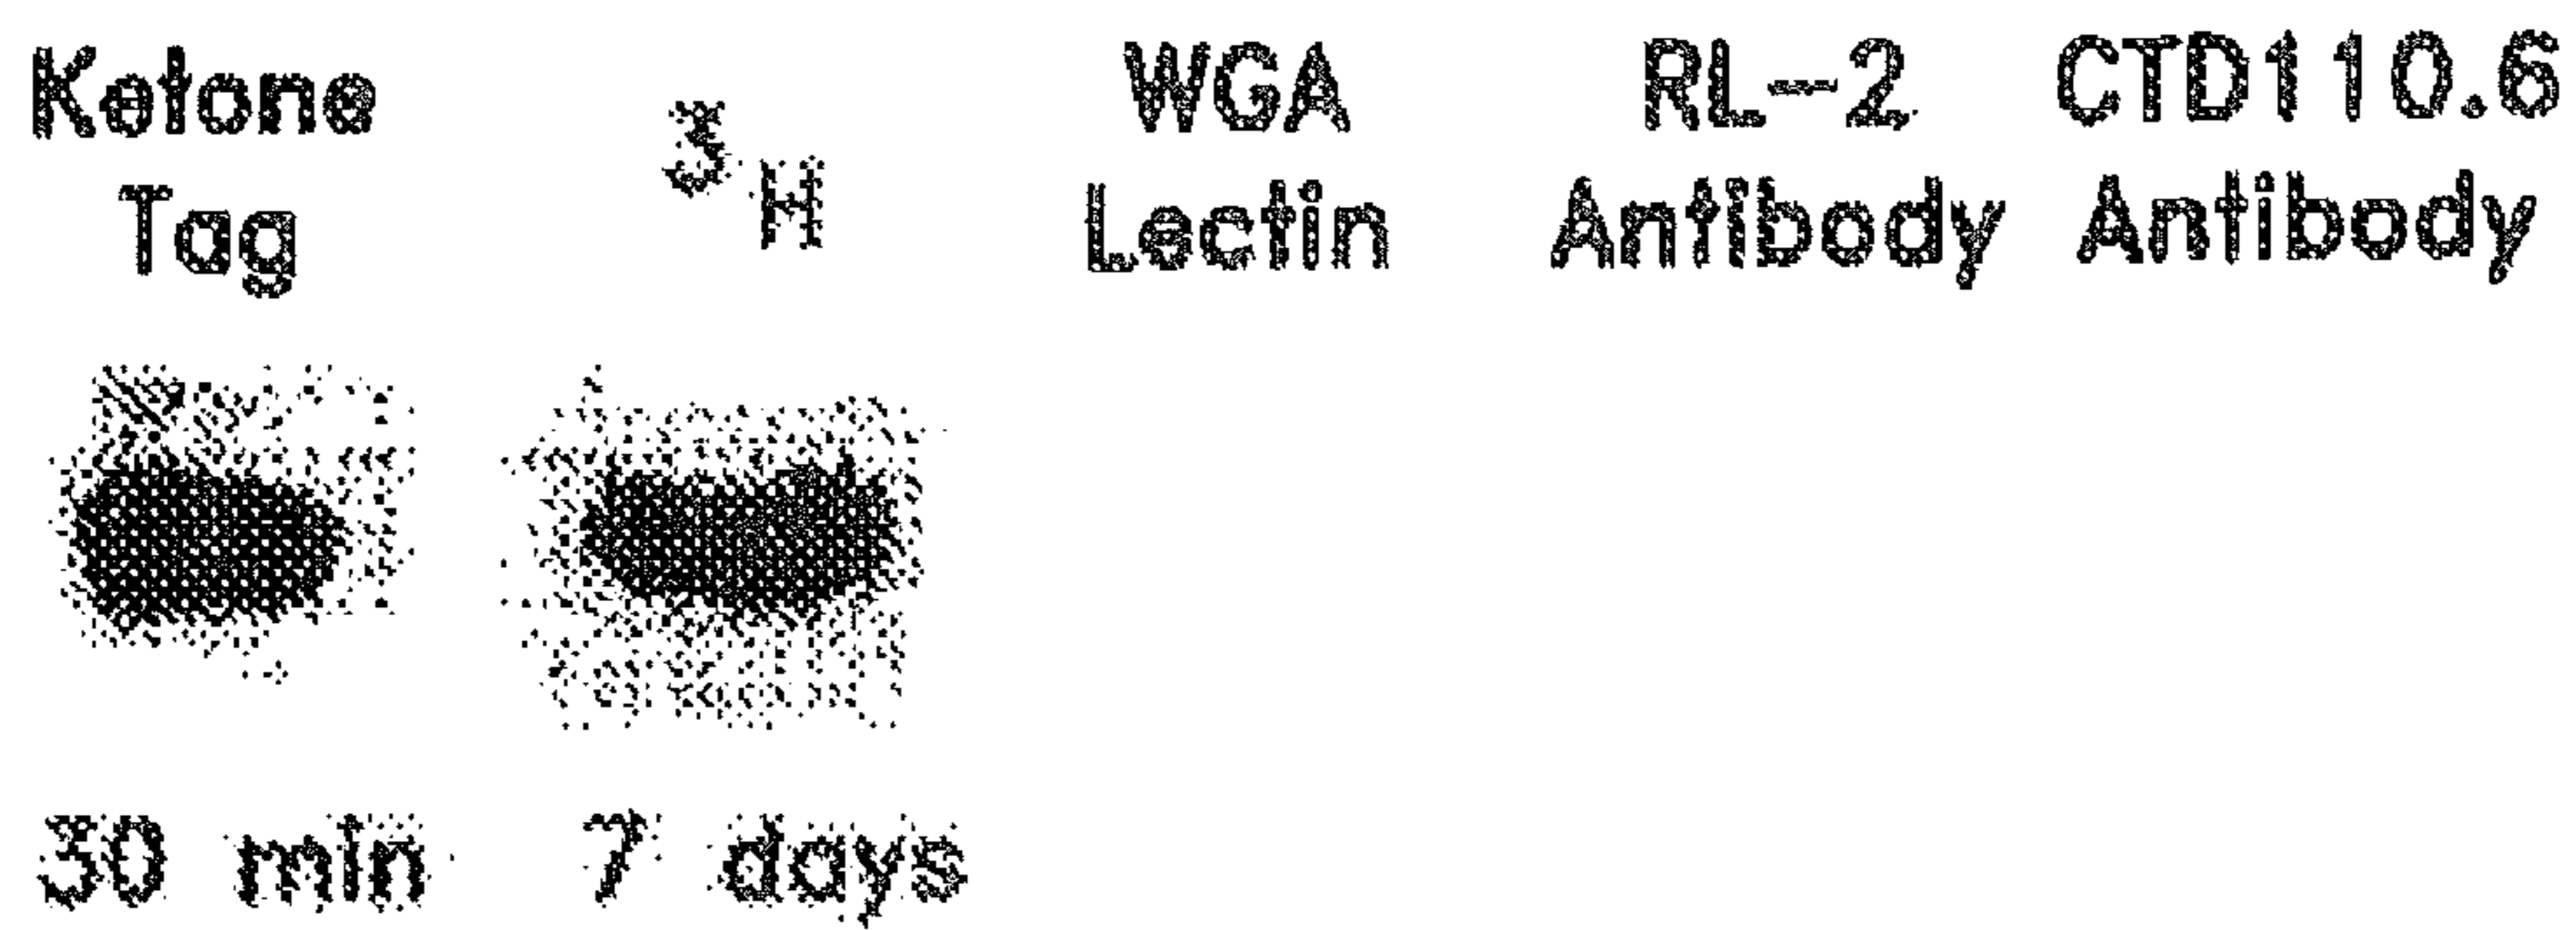 Ketone Tag
3H
WGA Lectin
RL-2 Antibody
CTD110.6 Antibody
30 min
7 days